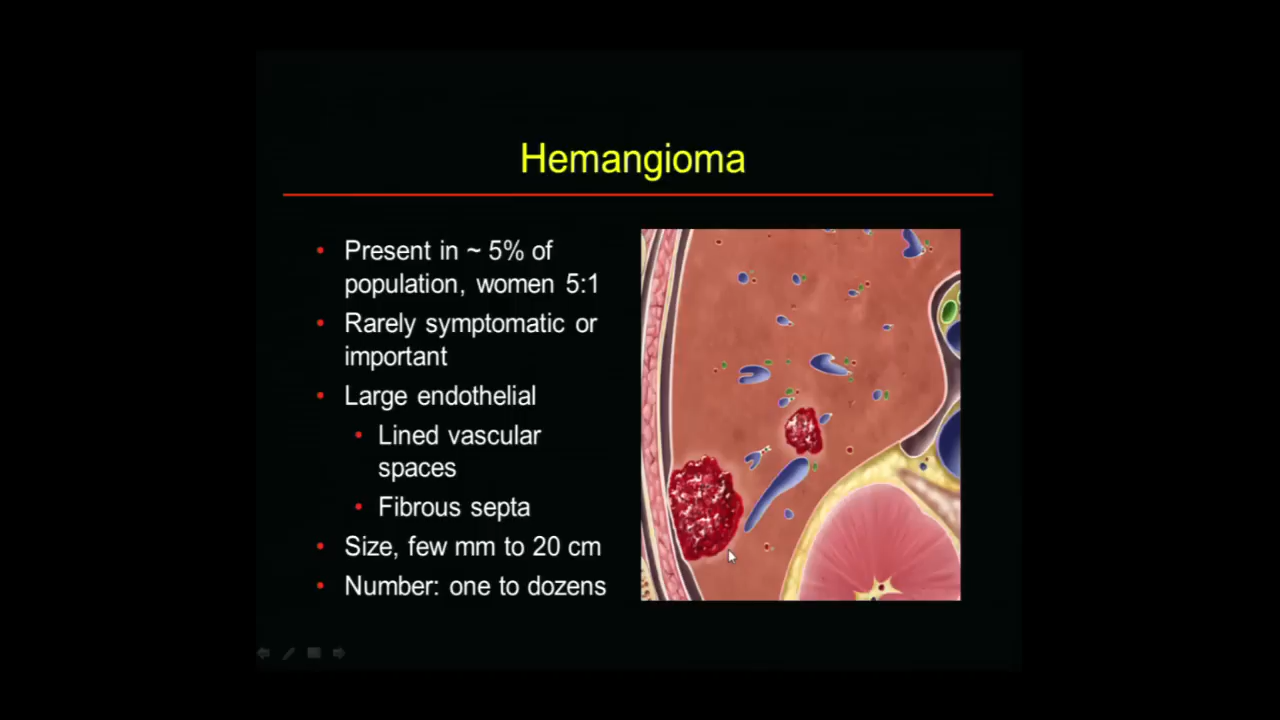 Hemangioma
• Present in ~ 5% of
population, women 5:1
• Rarely symptomatic or
important
• Large endothelial
• Lined vascular
spaces
• Fibrous septa
• Size, few mm to 20 cm
• Number: one to dozens